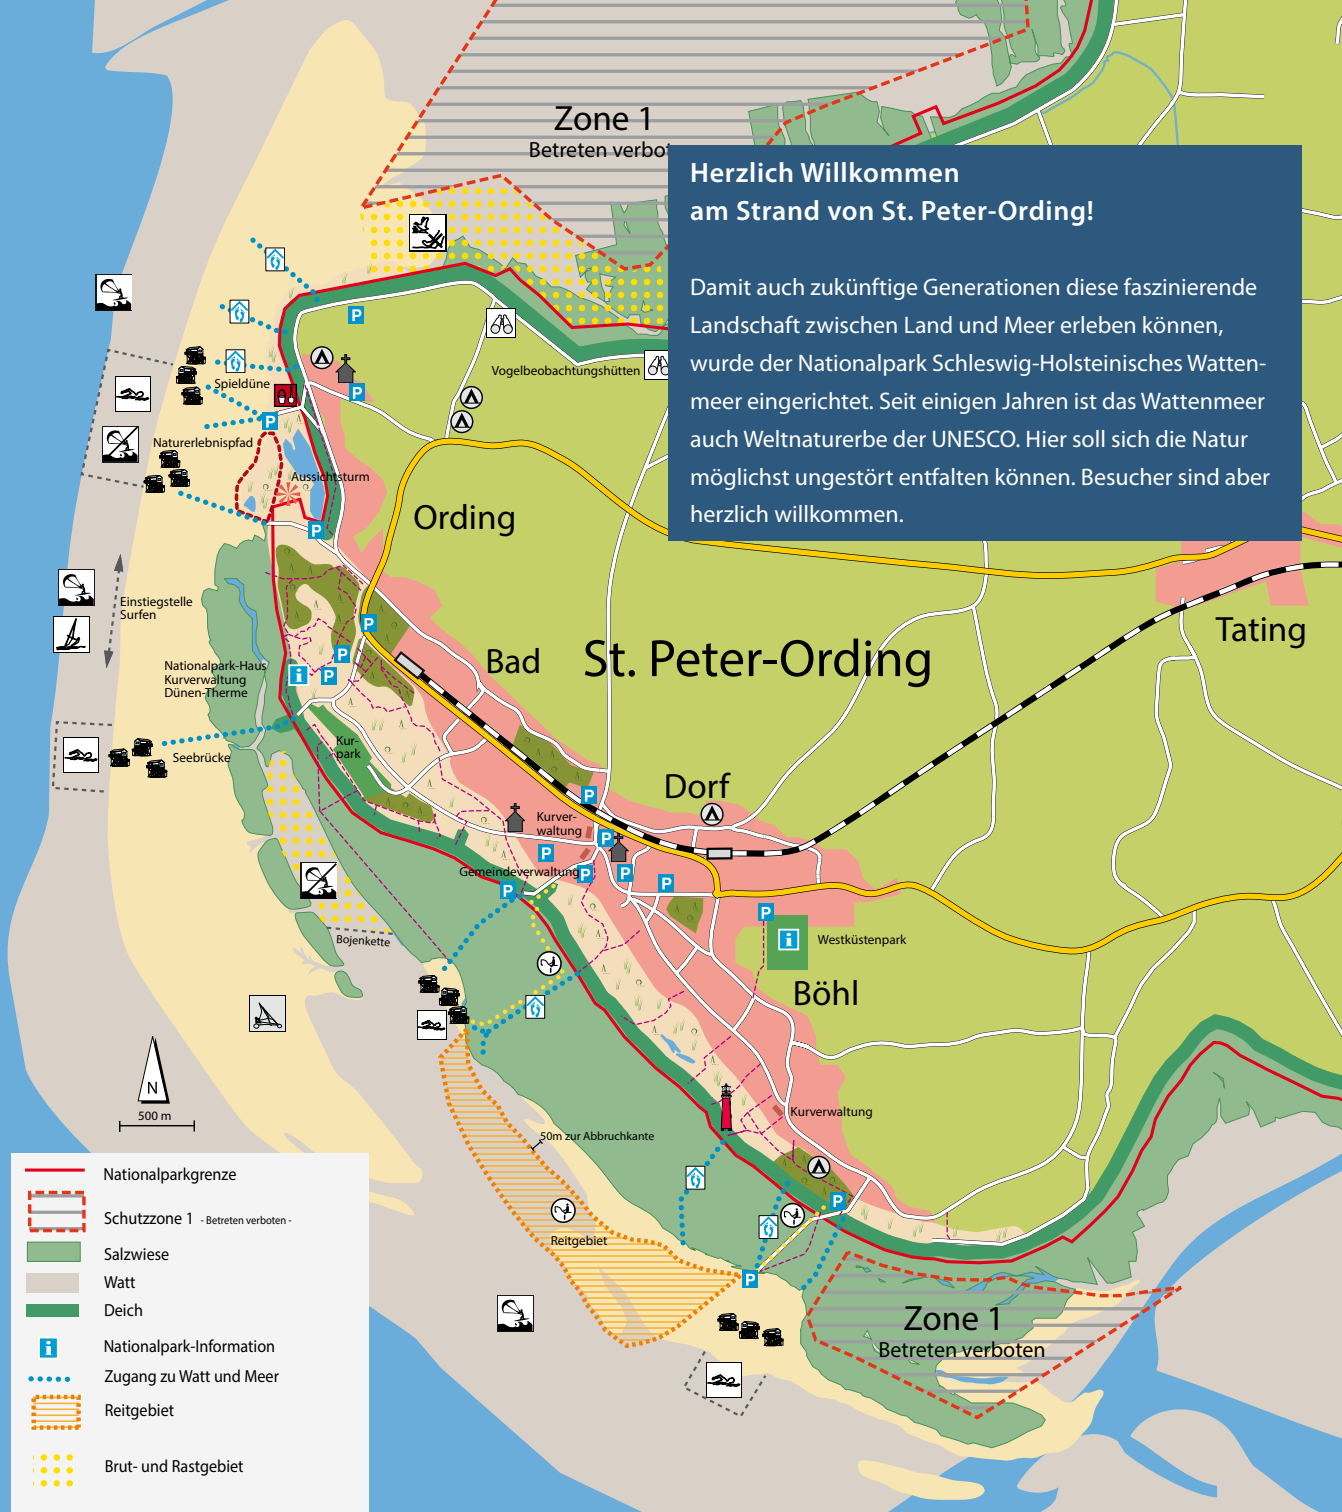 Zone 1
Betreten verbot
Herzlich Willkommen
am Strand von St. Peter-Ording!
Damit auch zukünftige Generationen diese faszinierende
Landschaft zwischen Land und Meer erleben können,
wurde der Nationalpark Schleswig-Holsteinisches Watten-
meer eingerichtet. Seit einigen Jahren ist das Wattenmeer
auch Weltnaturerbe der UNESCO. Hier soll sich die Natur
möglichst ungestört entfalten können. Besucher sind aber
herzlich willkommen.
P
Vogelbeobachtungshütten
Spieldüne
P
P
Naturerlebnispfad
Aussichtsturm
Ording
P
Einstiegstelle
Surfen
P
Tating
Bad
St. Peter-Ording
P
Nationalpark-Haus
Kurverwaltung
Dünen-Therme
i
P
Kur-
park
Seebrücke
Dorf
P
Kurver-
waltung
P
P
Gemeindeverwaltung
P
P
P
P
P
Bojenkette
i
Westküstenpark
Böhl
N
500 m
Kurverwaltung
50m zur Abbruchkante
P
Reitgebiet
P
Zone 1
Betreten verboten
Nationalparkgrenze
Schutzzone 1 - Betreten verboten -
Salzwiese
Watt
Deich
i Nationalpark-Information
Zugang zu Watt und Meer
Reitgebiet
Brut- und Rastgebiet